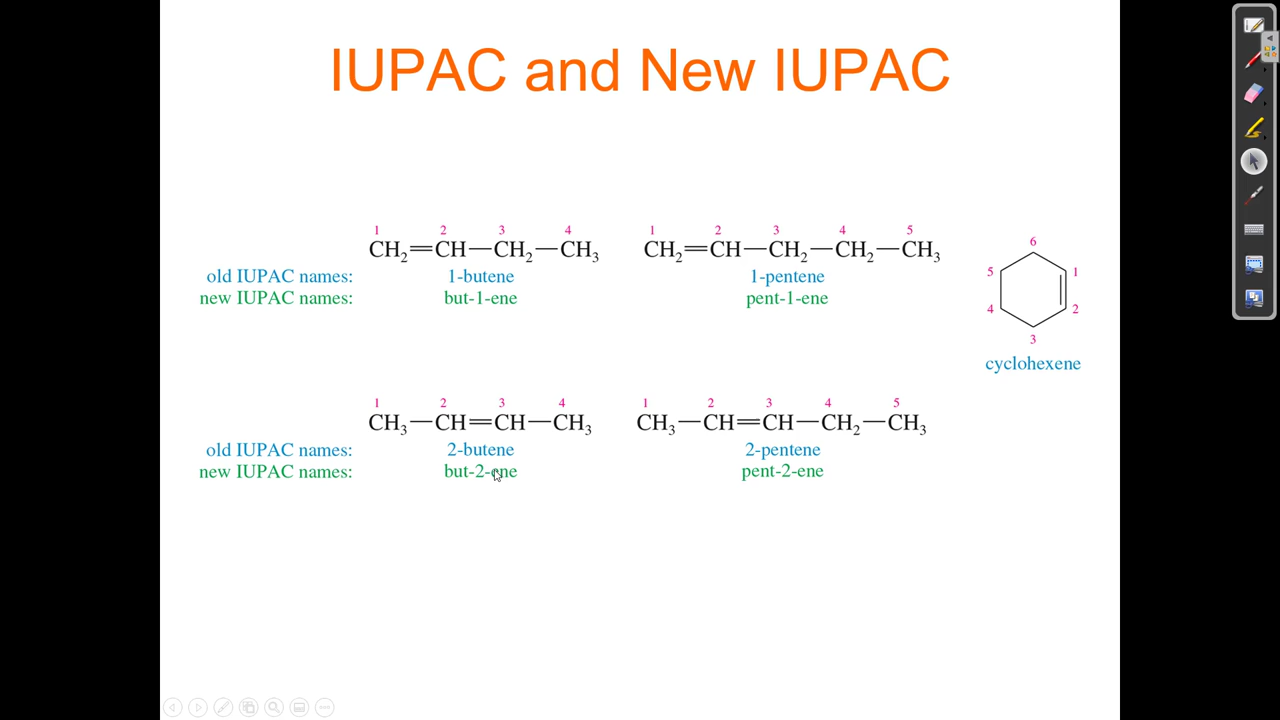 IUPAC and New IUPAC
1 2 3 4
CH₂=CH—CH₂—CH₃
old IUPAC names: 1-butene
new IUPAC names: but-1-ene
1 2 3 4 5
CH₂=CH—CH₂—CH₂—CH₃
1-pentene
pent-1-ene
6
5 1
4 2
3
cyclohexene
1 2 3 4
CH₃—CH=CH—CH₃
old IUPAC names: 2-butene
new IUPAC names: but-2-ene
1 2 3 4 5
CH₃—CH=CH—CH₂—CH₃
2-pentene
pent-2-ene